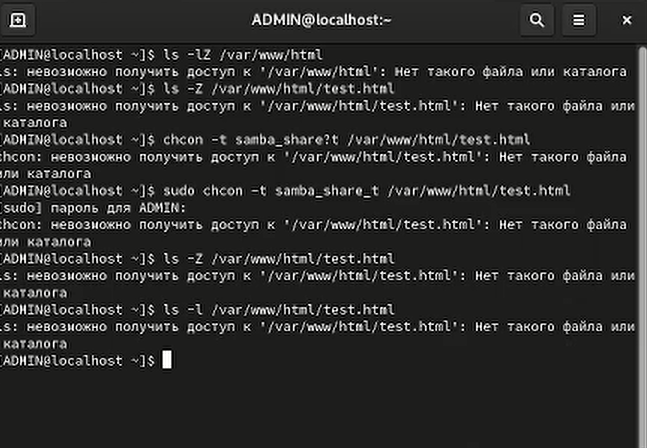 ADMIN@localhost:~
[ADMIN@localhost ~]$ ls -lZ /var/www/html
ls: невозможно получить доступ к '/var/www/html': Нет такого файла или каталога
[ADMIN@localhost ~]$ ls -Z /var/www/html/test.html
ls: невозможно получить доступ к '/var/www/html/test.html': Нет такого файла или
каталога
[ADMIN@localhost ~]$ chcon -t samba_share?t /var/www/html/test.html
chcon: невозможно получить доступ к '/var/www/html/test.html': Нет такого файла
или каталога
[ADMIN@localhost ~]$ sudo chcon -t samba_share_t /var/www/html/test.html
[sudo] пароль для ADMIN:
chcon: невозможно получить доступ к '/var/www/html/test.html': Нет такого файла
или каталога
[ADMIN@localhost ~]$ ls -Z /var/www/html/test.html
ls: невозможно получить доступ к '/var/www/html/test.html': Нет такого файла или
каталога
[ADMIN@localhost ~]$ ls -l /var/www/html/test.html
ls: невозможно получить доступ к '/var/www/html/test.html': Нет такого файла или
каталога
[ADMIN@localhost ~]$